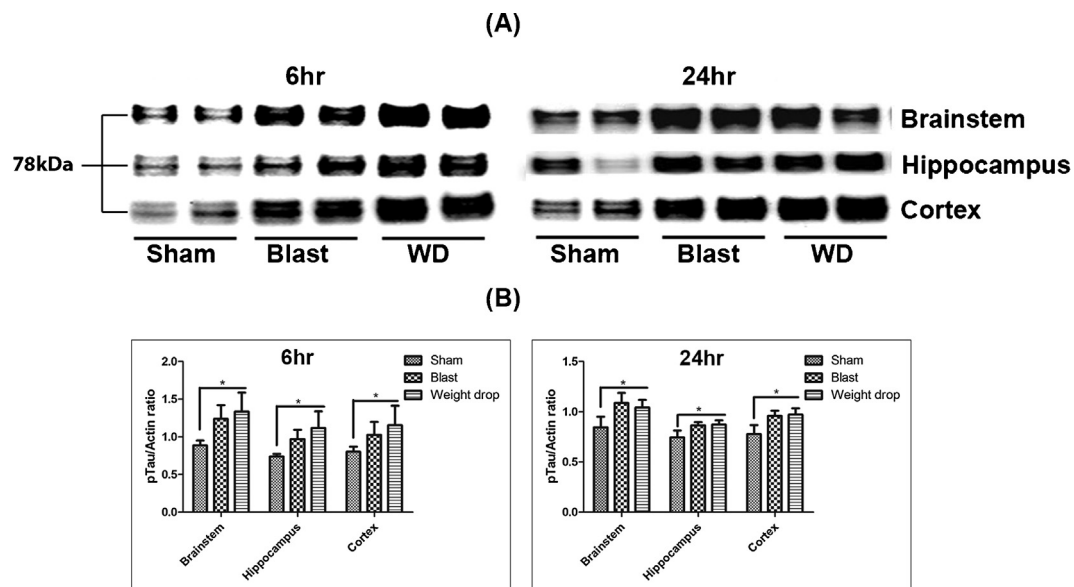 (A)
6hr
24hr
Brainstem
78kDa
Hippocampus
Cortex
Sham Blast WD
Sham Blast WD
(B)
6hr
pTau/Actin ratio
2.0
1.5
1.0
0.5
0.0
*
*
*
Sham
Blast
Weight drop
Brainstem
Hippocampus
Cortex
24hr
pTau/Actin ratio
1.5
1.0
0.5
0.0
*
*
*
Sham
Blast
Weight drop
Brainstem
Hippocampus
Cortex